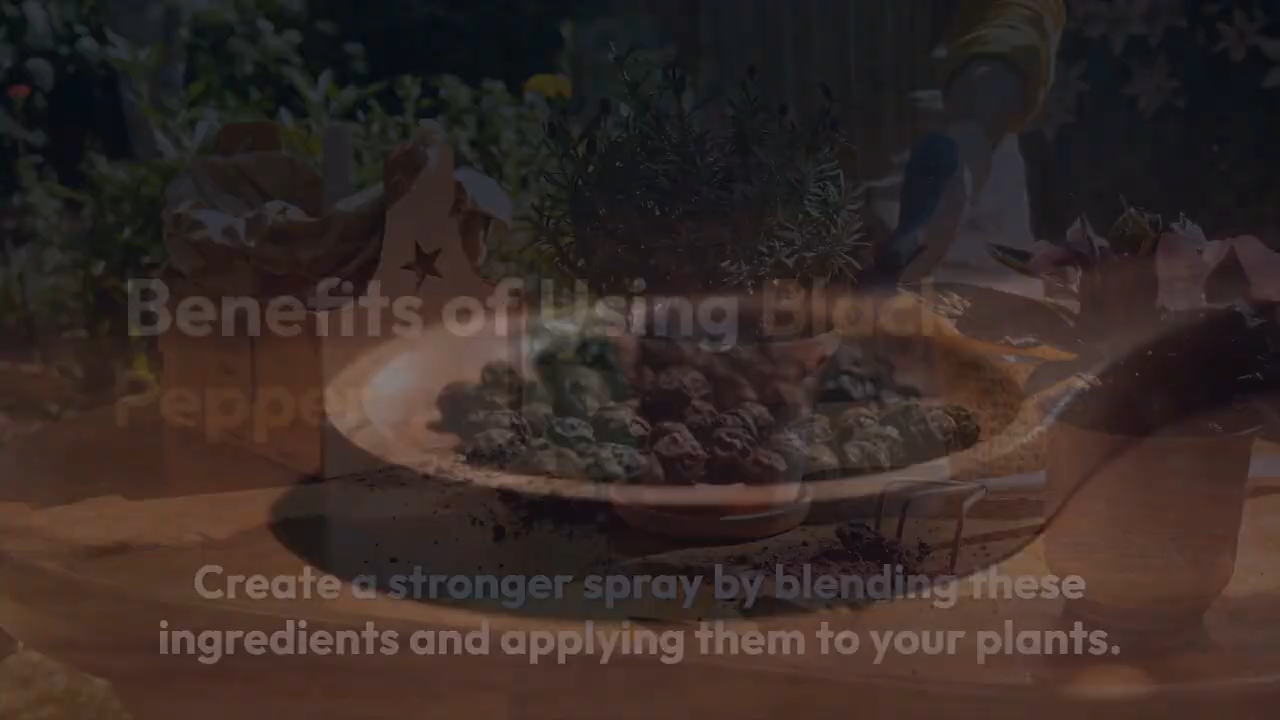 Benefits of Using Black
Pepper
Create a stronger spray by blending these
ingredients and applying them to your plants.